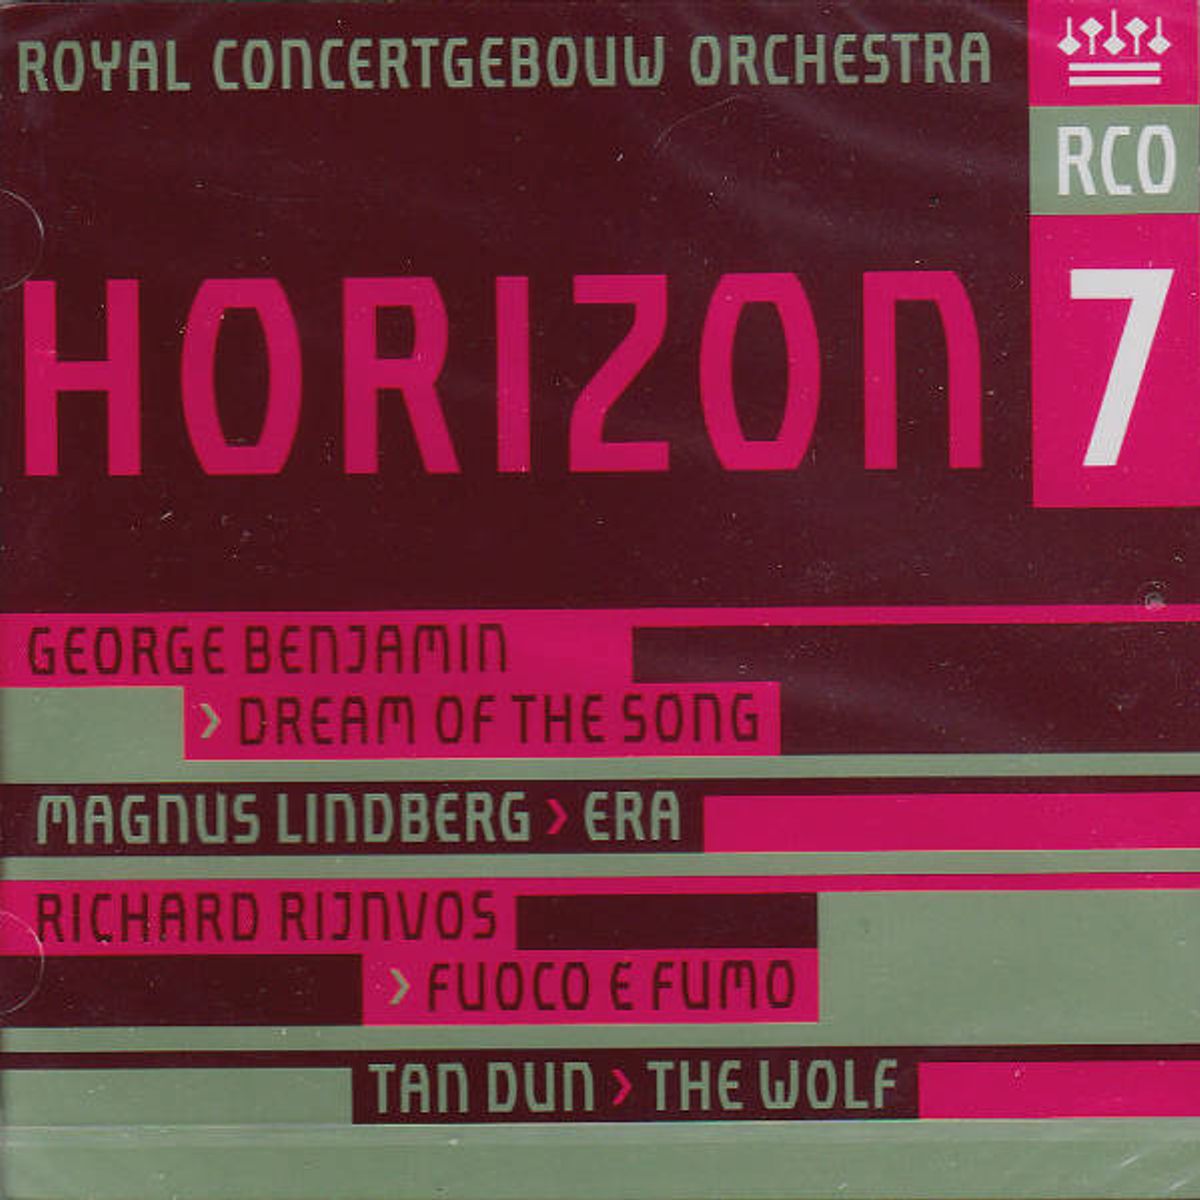 ROYAL CONCERTGEBOUW ORCHESTRA
RCO
HORIZON 7
GEORGE BENJAMIN
› DREAM OF THE SONG
MAGNUS LINDBERG › ERA
RICHARD RIJNVOS
› FUOCO E FUMO
TAN DUN › THE WOLF